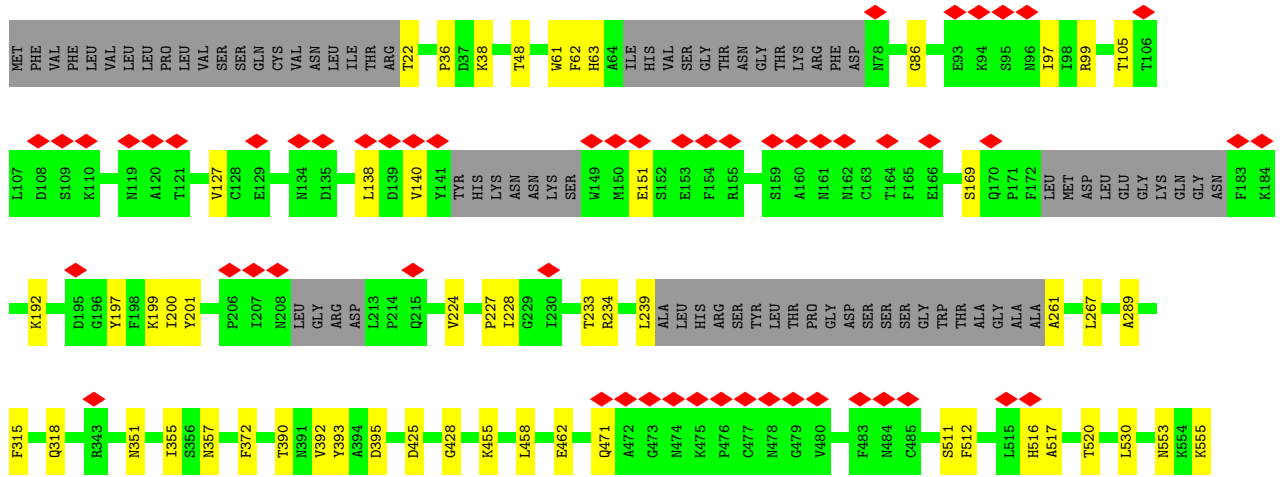 MET PHE VAL PHE LEU VAL LEU LEU PRO LEU VAL SER SER GLN CYS VAL ASN LEU ILE THR ARG T22 P36 D37 K38 T48 W61 F62 H63 A64 ILE HIS VAL SER GLY THR ASN GLY THR LYS ARG PHE ASP N78 G86 E93 K94 S95 N96 I97 I98 R99 T105 T106
L107 D108 S109 K110 N119 A120 T121 V127 C128 E129 N134 D135 L138 D139 V140 Y141 TYR HIS LYS ASN ASN LYS SER W149 M150 E151 S152 E153 F154 R155 S159 A160 N161 N162 C163 T164 F165 E166 S169 Q170 P171 F172 LEU MET ASP LEU GLU GLY LYS GLN GLY ASN F183 K184
K192 D195 G196 Y197 F198 K199 I200 Y201 P206 I207 N208 LEU GLY ARG ASP L213 P214 Q215 V224 P227 I228 G229 I230 T233 R234 L239 ALA LEU HIS ARG SER TYR LEU THR PRO GLY ASP SER SER SER GLY TRP THR ALA GLY ALA ALA A261 L267 A289
F315 Q318 R343 N351 I355 S356 N357 F372 T390 N391 V392 Y393 A394 D395 D425 G428 K455 L458 E462 Q471 A472 G473 N474 K475 P476 C477 N478 G479 V480 F483 N484 C485 S511 F512 L515 H516 A517 T520 L530 N553 K554 K555